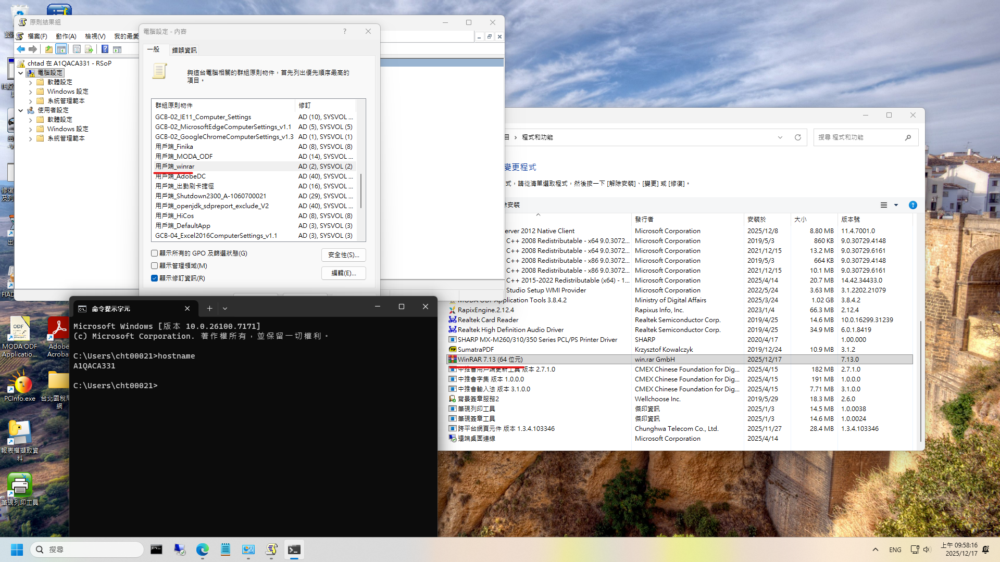 原則結果組
檔案(F) 動作(A) 檢視(V) 我的最愛
chtad 在 A1QACA331 - RSoP
電腦設定
軟體設定
Windows 設定
系統管理範本
使用者設定
軟體設定
Windows 設定
系統管理範本
電腦設定 - 內容
一般 錯誤資訊
與這台電腦相關的群組原則物件，首先列出優先順序最高的
項目。
群組原則物件 修訂
GCB-02_IE11_Computer_Settings AD (10), SYSVOL ...
GCB-02_MicrosoftEdgeComputerSettings_v1.1 AD (5), SYSVOL (5)
GCB-02_GoogleChromeComputerSettings_v1.3 AD (1), SYSVOL (1)
用戶端_Finika AD (8), SYSVOL (8)
用戶端_MODA_ODF AD (14), SYSVOL ...
用戶端_winrar AD (2), SYSVOL (2)
用戶端_AdobeDC AD (40), SYSVOL ...
用戶端_出勤刷卡捷徑 AD (16), SYSVOL ...
用戶端_Shutdown2300_A-1060700021 AD (29), SYSVOL ...
用戶端_openjdk_sdpreport_exclude_V2 AD (40), SYSVOL ...
用戶端_HiCos AD (8), SYSVOL (8)
用戶端_DefaultApp AD (3), SYSVOL (3)
GCB-04_Excel2016ComputerSettings_v1.1 AD (3), SYSVOL (3)
顯示所有的 GPO 及篩選狀態(G)
顯示管理領域(M)
顯示修訂資訊(R)
安全性(S)...
編輯(E)...
目 › 程式和功能
搜尋 程式和功能
變更程式
式，請從清單選取程式，然後按一下 [解除安裝]、[變更] 或 [修復]。
安裝
發行者 安裝於 大小 版本號
erver 2012 Native Client Microsoft Corporation 2025/12/8 8.80 MB 11.4.7001.0
C++ 2008 Redistributable - x64 9.0.3072... Microsoft Corporation 2019/5/3 860 KB 9.0.30729.4148
C++ 2008 Redistributable - x64 9.0.3072... Microsoft Corporation 2021/12/15 13.2 MB 9.0.30729.6161
C++ 2008 Redistributable - x86 9.0.3072... Microsoft Corporation 2019/5/3 664 KB 9.0.30729.4148
C++ 2008 Redistributable - x86 9.0.3072... Microsoft Corporation 2021/12/15 10.1 MB 9.0.30729.6161
C++ 2015-2022 Redistributable (x64) - 1... Microsoft Corporation 2025/4/14 20.7 MB 14.42.34433.0
Studio Setup WMI Provider Microsoft Corporation 2022/5/24 3.63 MB 3.1.2202.21079
MODA ODF Application Tools 3.8.4.2 Ministry of Digital Affairs 2025/3/24 1.02 GB 3.8.4.2
RapixEngine.2.12.4 Rapixus Info, Inc. 2023/1/4 66.3 MB 2.12.4
Realtek Card Reader Realtek Semiconductor Corp. 2019/4/25 14.6 MB 10.0.16299.31239
Realtek High Definition Audio Driver Realtek Semiconductor Corp. 2019/4/25 34.9 MB 6.0.1.8419
SHARP MX-M260/310/350 Series PCL/PS Printer Driver SHARP 2020/4/17 1.00.000
SumatraPDF Krzysztof Kowalczyk 2019/12/24 10.9 MB 3.1.2
WinRAR 7.13 (64 位元) win.rar GmbH 2025/12/17 7.13.0
中推會用戶端更新工具 版本 2.7.1.0 CMEX Chinese Foundation for Dig... 2025/4/15 182 MB 2.7.1.0
中推會字集 版本 1.0.0.0 CMEX Chinese Foundation for Dig... 2025/4/15 191 MB 1.0.0.0
中推會輸入法 版本 3.1.0.0 CMEX Chinese Foundation for Dig... 2025/4/15 7.71 MB 3.1.0.0
背景簽章服務2 Wellchoose Inc. 2019/5/29 18.3 MB 2.6.0
筆硯列印工具 傑印資訊 2025/1/3 14.5 MB 1.0.0038
筆硯簽章工具 傑印資訊 2025/1/3 14.6 MB 1.0.0024
跨平台網頁元件 版本 1.3.4.103346 Chunghwa Telecom Co., Ltd. 2025/11/27 28.4 MB 1.3.4.103346
遠端桌面連線 Microsoft Corporation 2025/4/14
命令提示字元
Microsoft Windows [版本 10.0.26100.7171]
(c) Microsoft Corporation. 著作權所有，並保留一切權利。
C:\Users\cht00021>hostname
A1QACA331
C:\Users\cht00021>
修復
及列
出
FIAD
MODA ODF
Applicatio...
Adobe
Acroba
PCInfo.exe
台北國稅局
網
報表檔擷取資
料
筆硯列印工具
搜尋
ENG
上午 09:58:16
2025/12/17